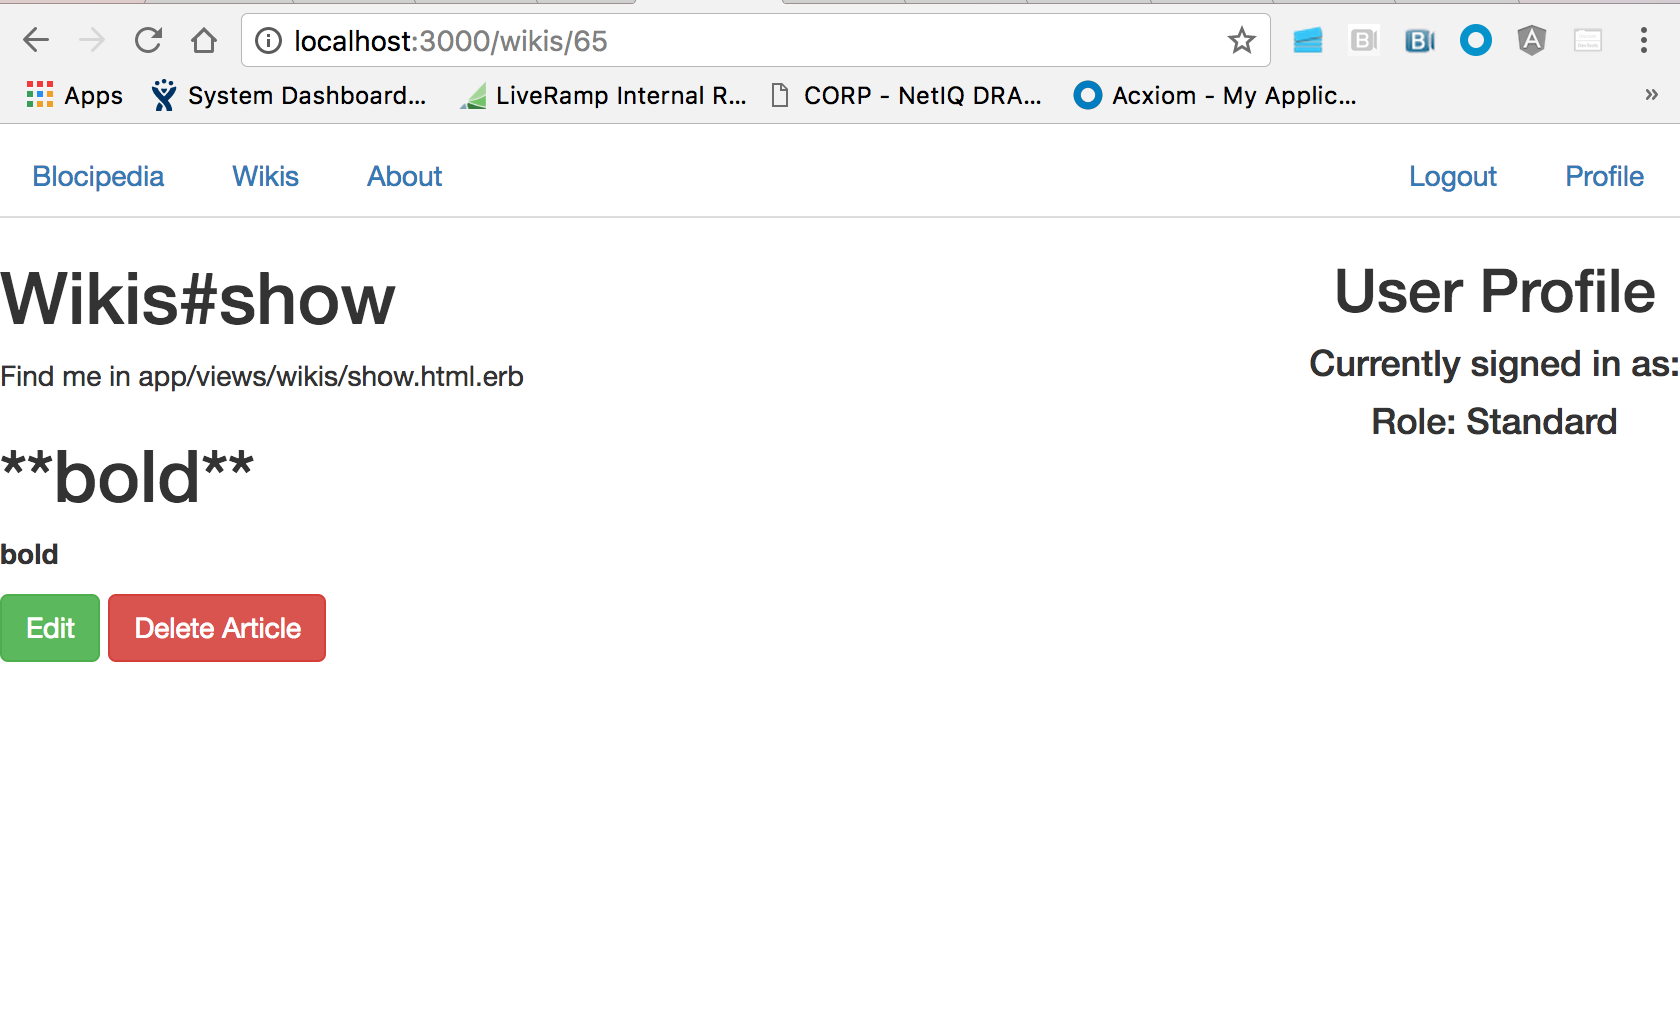 localhost:3000/wikis/65
Apps System Dashboard... LiveRamp Internal R... CORP - NetIQ DRA... Acxiom - My Applic... »
Blocipedia Wikis About Logout Profile
Wikis#show
Find me in app/views/wikis/show.html.erb
**bold**
bold
Edit Delete Article
User Profile
Currently signed in as:
Role: Standard